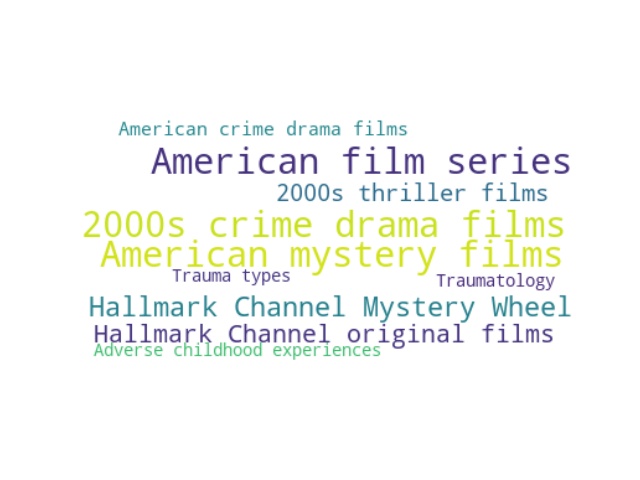 American crime drama films
American film series
2000s thriller films
2000s crime drama films
American mystery films
Trauma types
Traumatology
Hallmark Channel Mystery Wheel
Hallmark Channel original films
Adverse childhood experiences